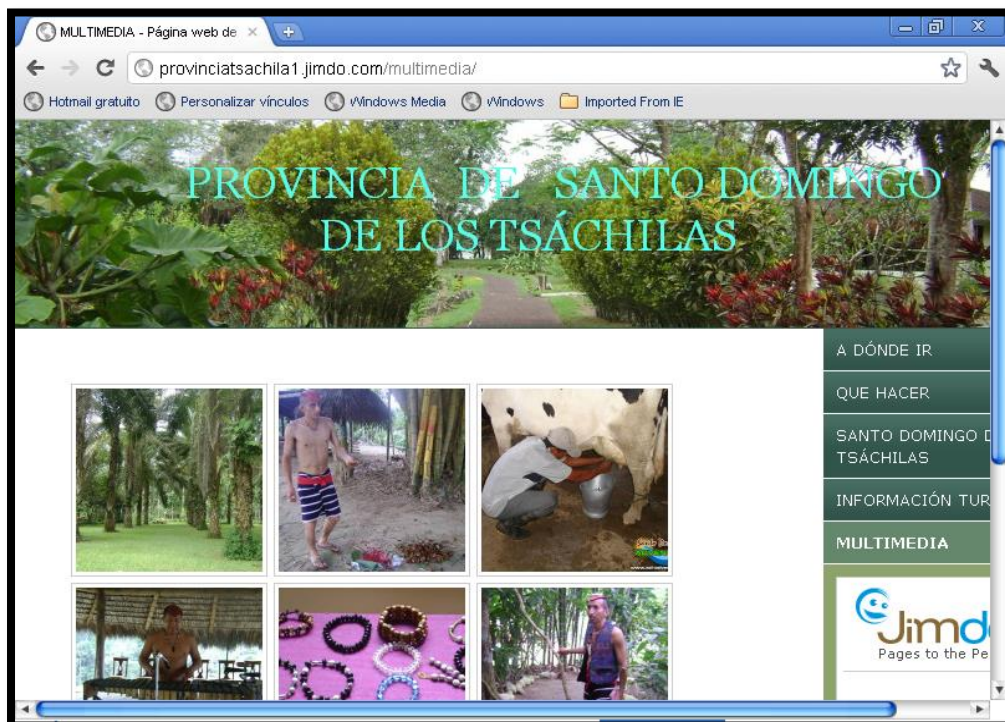 MULTIMEDIA - Página web de
provinciatsachila1.jimdo.com/multimedia/
Hotmail gratuito Personalizar vínculos Windows Media Windows Imported From IE
PROVINCIA DE SANTO DOMINGO
DE LOS TSÁCHILAS
A DÓNDE IR
QUE HACER
SANTO DOMINGO D
TSÁCHILAS
INFORMACIÓN TUR
MULTIMEDIA
Jimdo
Pages to the Pe